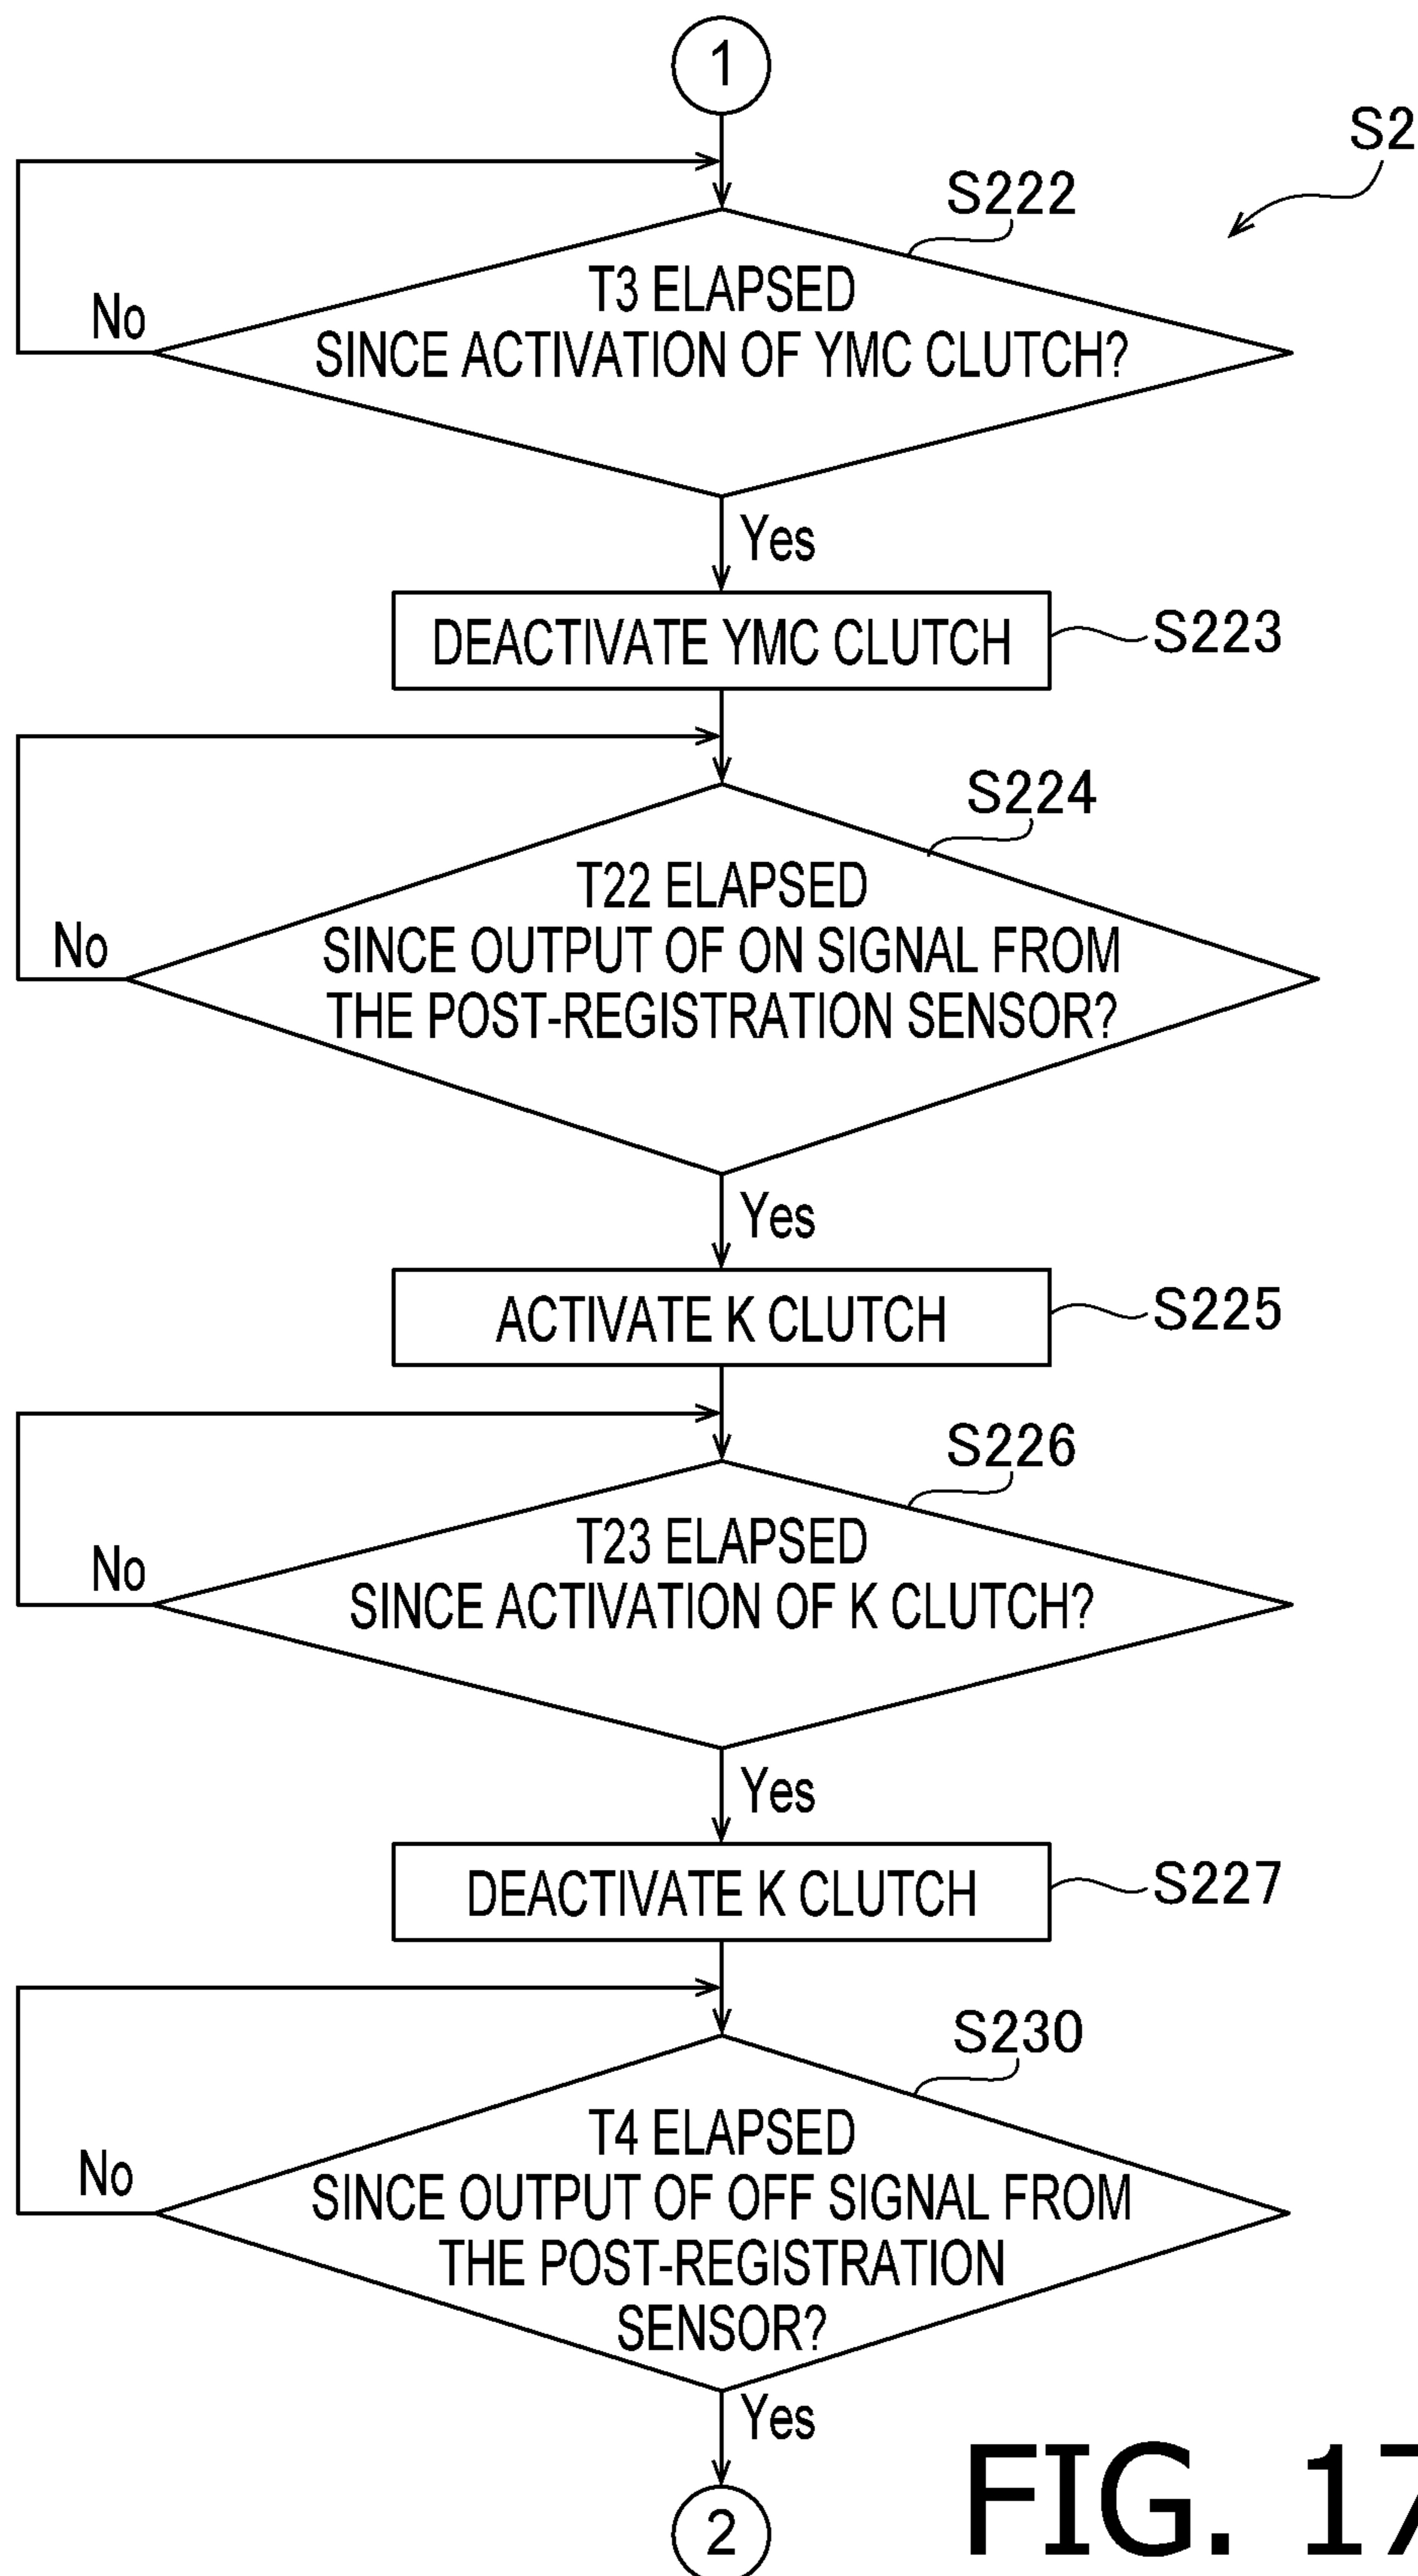 1
S2
S222
T3 ELAPSED
SINCE ACTIVATION OF YMC CLUTCH?
No
Yes
DEACTIVATE YMC CLUTCH
S223
S224
T22 ELAPSED
SINCE OUTPUT OF ON SIGNAL FROM
THE POST-REGISTRATION SENSOR?
No
Yes
ACTIVATE K CLUTCH
S225
S226
T23 ELAPSED
SINCE ACTIVATION OF K CLUTCH?
No
Yes
DEACTIVATE K CLUTCH
S227
S230
T4 ELAPSED
SINCE OUTPUT OF OFF SIGNAL FROM
THE POST-REGISTRATION
SENSOR?
No
Yes
2
FIG. 17